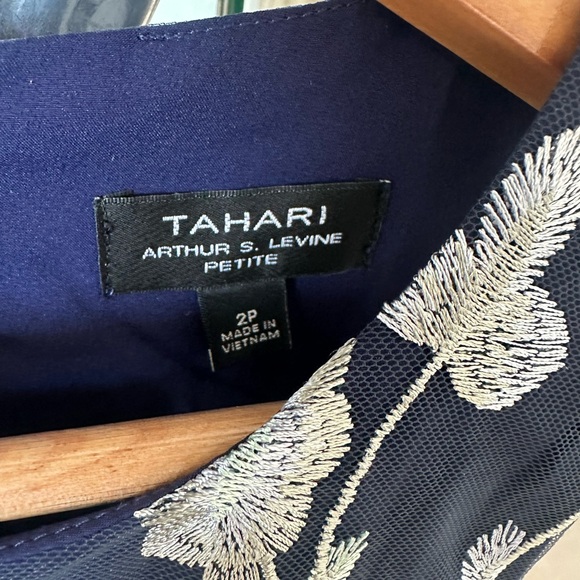 TAHARI
ARTHUR S. LEVINE
PETITE
2P
MADE IN
VIETNAM